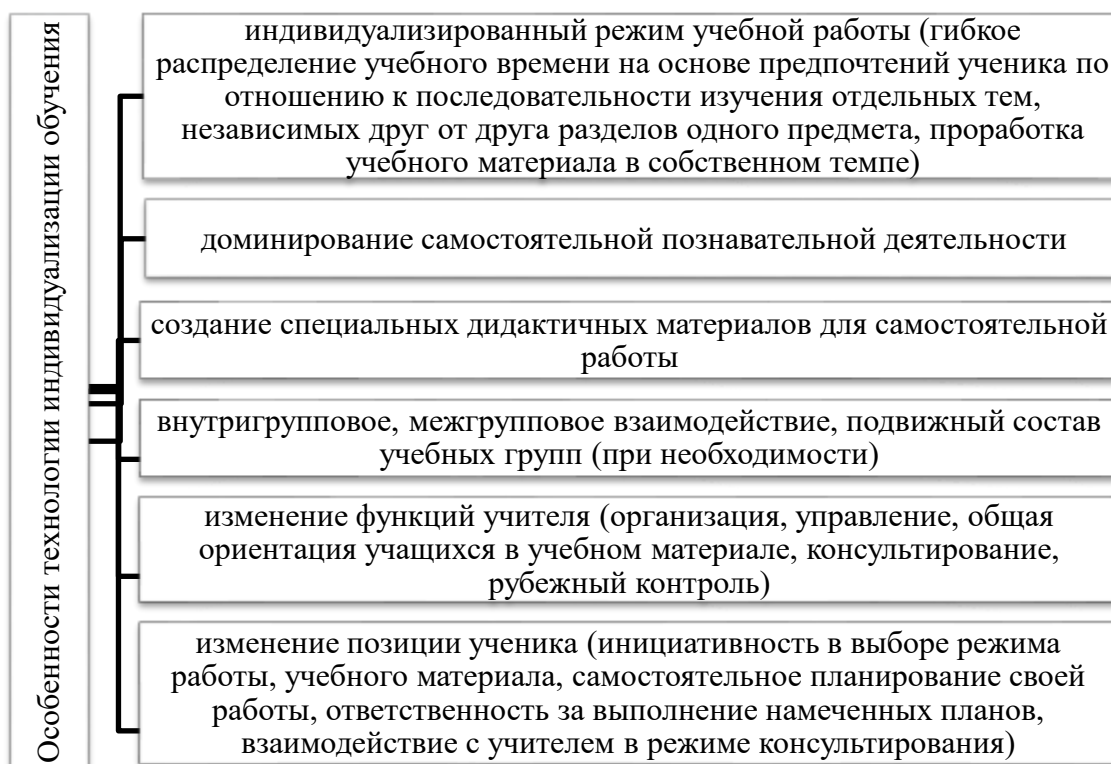 Особенности технологии индивидуализации обучения
индивидуализированный режим учебной работы (гибкое
распределение учебного времени на основе предпочтений ученика по
отношению к последовательности изучения отдельных тем,
независимых друг от друга разделов одного предмета, проработка
учебного материала в собственном темпе)
доминирование самостоятельной познавательной деятельности
создание специальных дидактичных материалов для самостоятельной
работы
внутригрупповое, межгрупповое взаимодействие, подвижный состав
учебных групп (при необходимости)
изменение функций учителя (организация, управление, общая
ориентация учащихся в учебном материале, консультирование,
рубежный контроль)
изменение позиции ученика (инициативность в выборе режима
работы, учебного материала, самостоятельное планирование своей
работы, ответственность за выполнение намеченных планов,
взаимодействие с учителем в режиме консультирования)